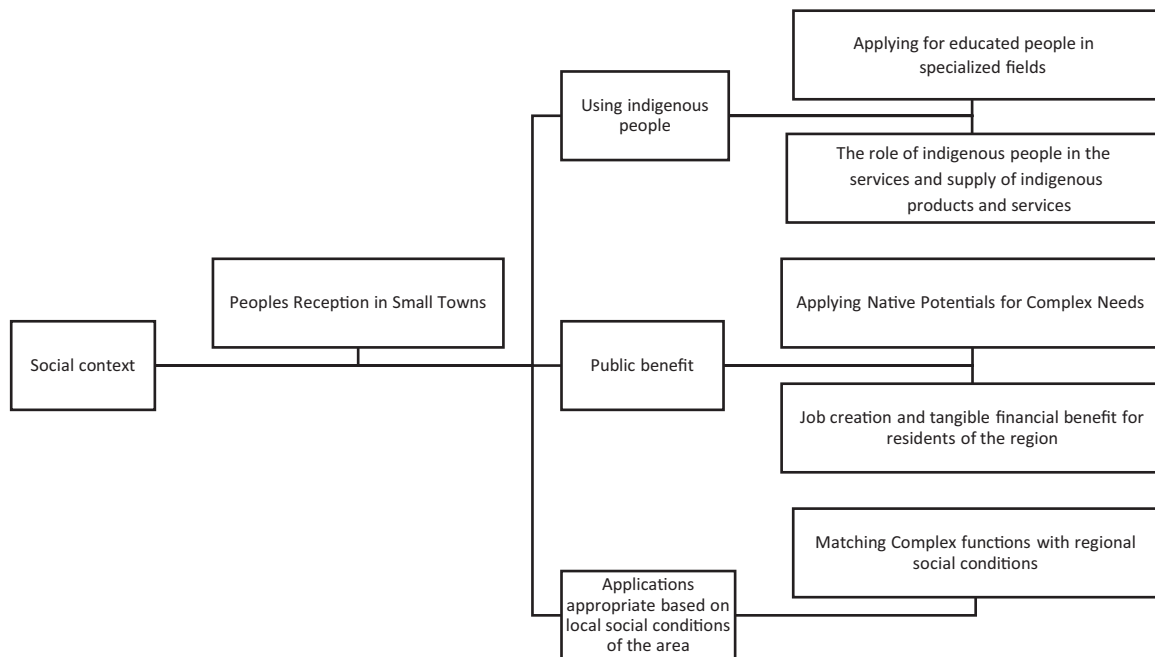 Social context
Peoples Reception in Small Towns
Using indigenous
people
Applying for educated people in
specialized fields
The role of indigenous people in the
services and supply of indigenous
products and services
Public benefit
Applying Native Potentials for Complex Needs
Job creation and tangible financial benefit for
residents of the region
Applications
appropriate based on
local social conditions
of the area
Matching Complex functions with regional
social conditions